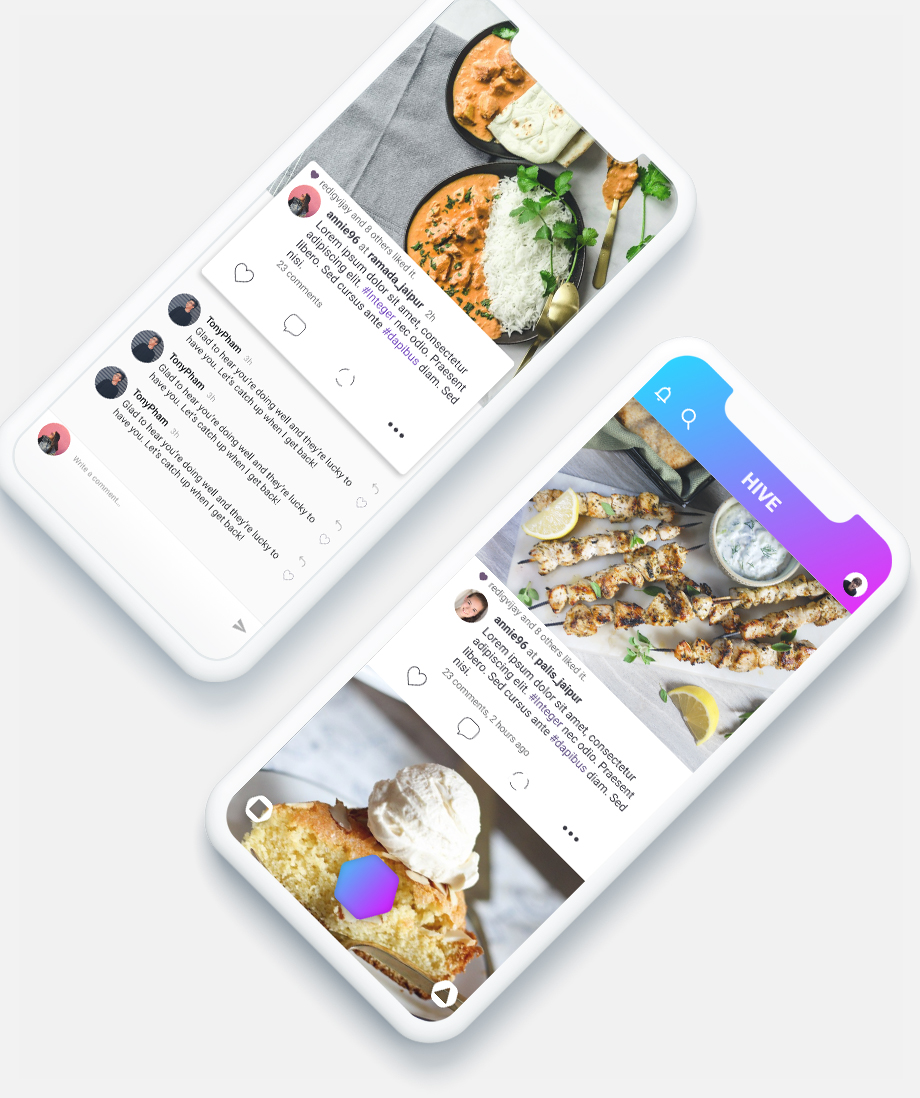 redigvijay and 8 others liked it.
annie96 at ramada_jaipur 2h
Lorem ipsum dolor sit amet, consectetur
adipiscing elit. #Integer nec odio. Praesent
libero. Sed cursus ante #dapibus diam. Sed
nisi.
23 comments
TonyPham 3h
Glad to hear you're doing well and they're lucky to
have you. Let's catch up when I get back!
TonyPham 3h
Glad to hear you're doing well and they're lucky to
have you. Let's catch up when I get back!
TonyPham 3h
Glad to hear you're doing well and they're lucky to
have you. Let's catch up when I get back!
Write a comment...
HIVE
redigvijay and 8 others liked it.
annie96 at palis_jaipur
Lorem ipsum dolor sit amet, consectetur
adipiscing elit. #Integer nec odio. Praesent
libero. Sed cursus ante #dapibus diam. Sed
nisi.
23 comments, 2 hours ago